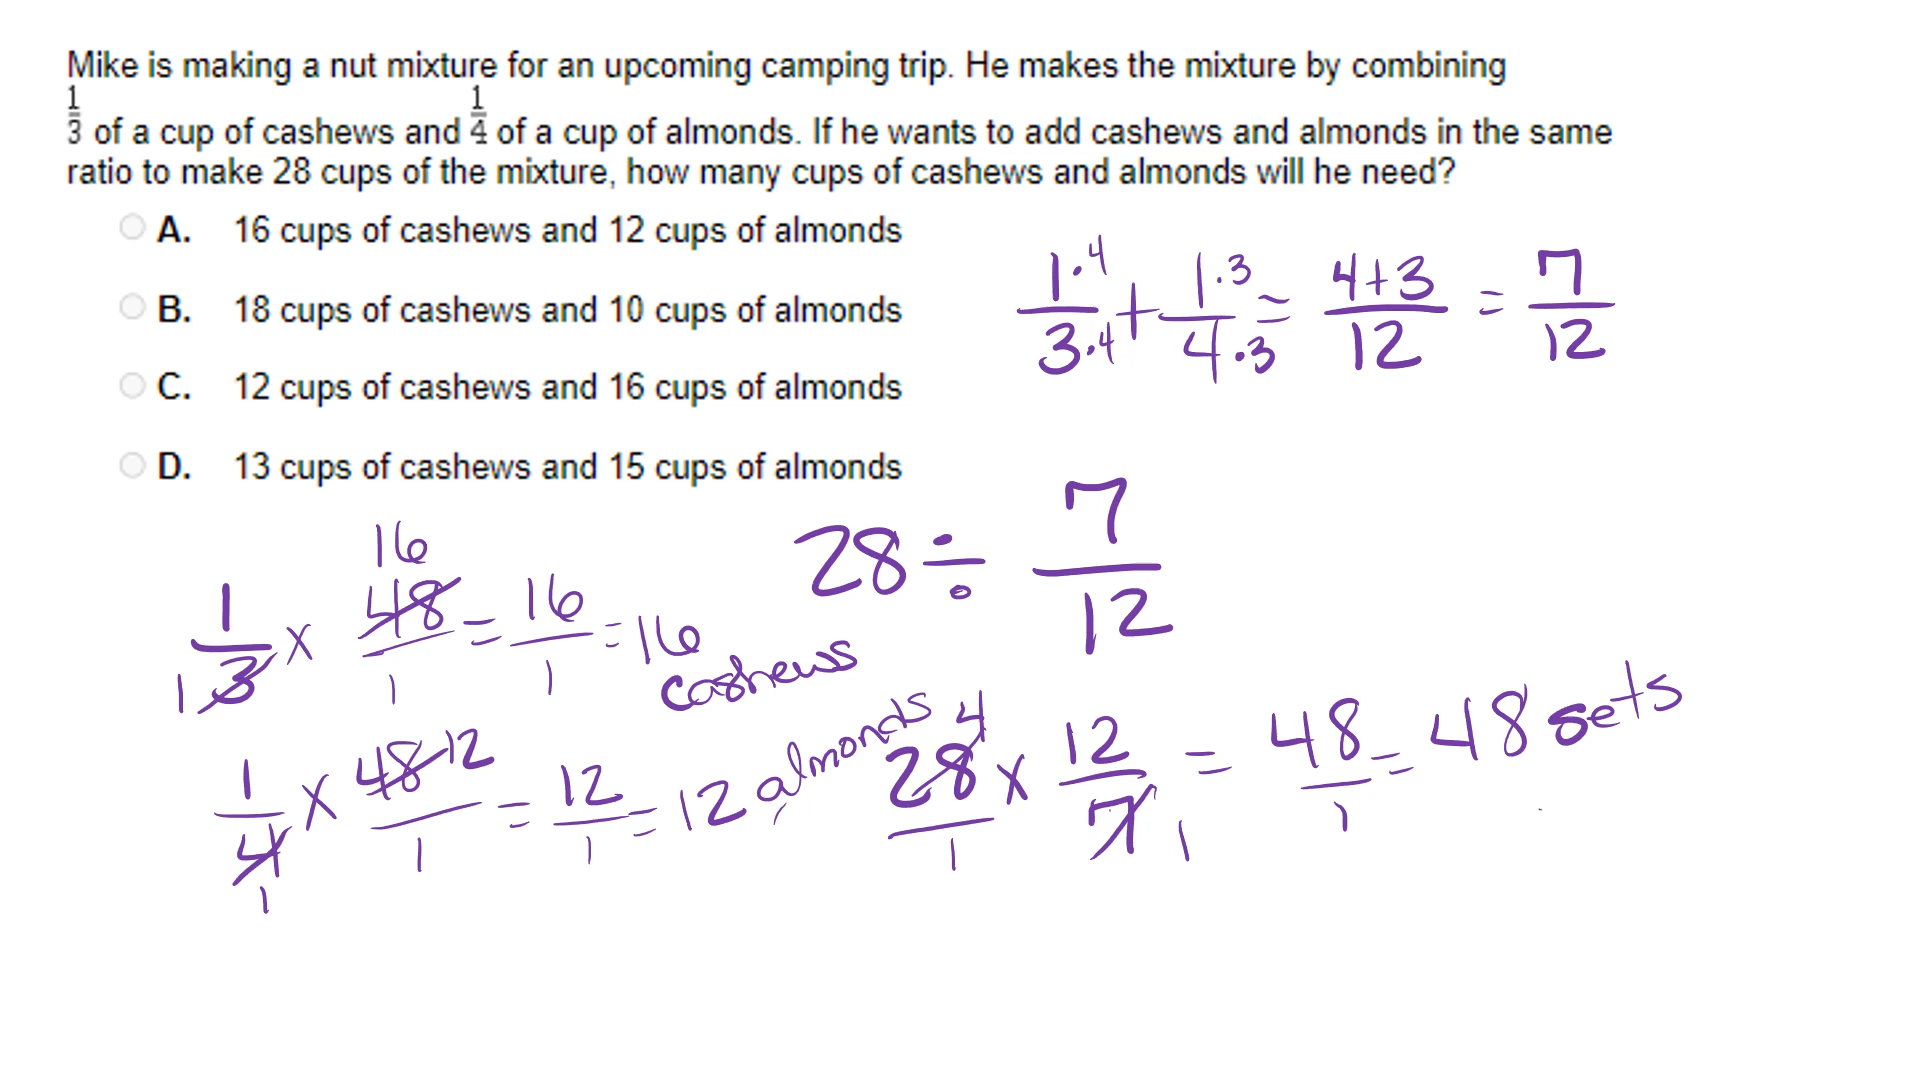 Mike is making a nut mixture for an upcoming camping trip. He makes the mixture by combining
1/3 of a cup of cashews and 1/4 of a cup of almonds. If he wants to add cashews and almonds in the same
ratio to make 28 cups of the mixture, how many cups of cashews and almonds will he need?
A. 16 cups of cashews and 12 cups of almonds
B. 18 cups of cashews and 10 cups of almonds
C. 12 cups of cashews and 16 cups of almonds
D. 13 cups of cashews and 15 cups of almonds
1·4/3·4 + 1·3/4·3 = 4+3/12 = 7/12
28 ÷ 7/12
1/3 1 x 48 16/1 = 16/1 = 16 cashews
1/4 1 x 48 12/1 = 12/1 = 12 almonds
28 4/1 x 12/7 1 = 48/1 = 48 sets